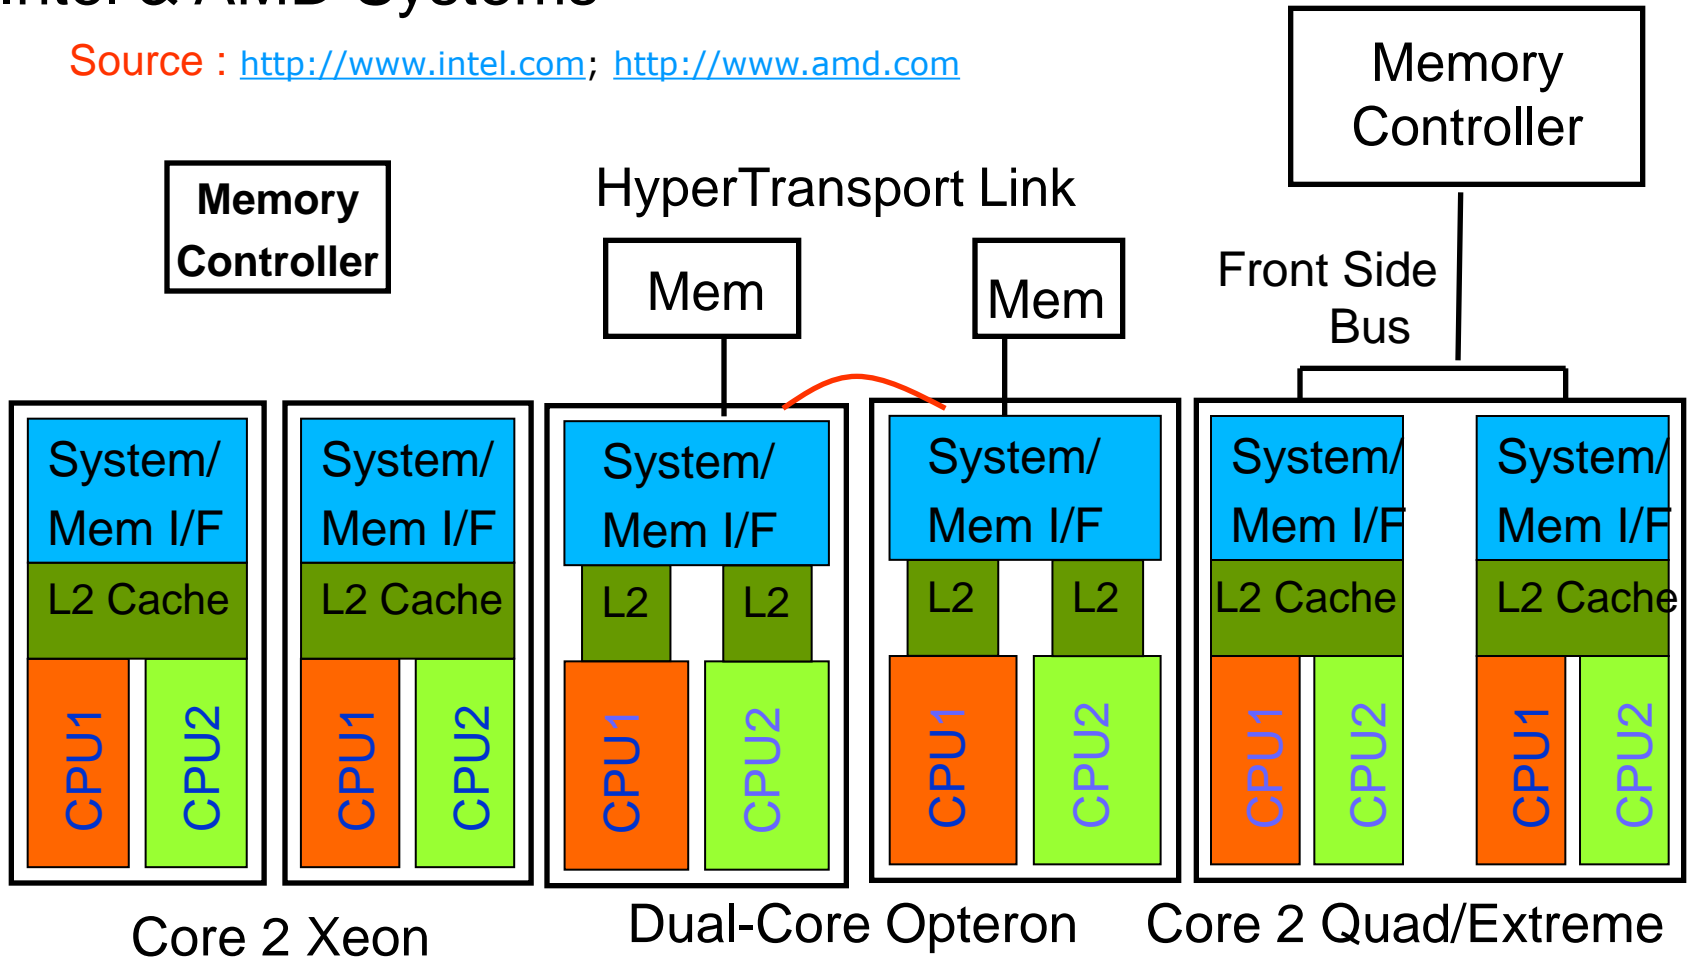 Intel & AMD Systems
Source : http://www.intel.com; http://www.amd.com
Memory
Controller
HyperTransport Link
Mem
Mem
Memory
Controller
Front Side
Bus
System/
Mem I/F
L2 Cache
CPU1
CPU2
System/
Mem I/F
L2 Cache
CPU1
CPU2
System/
Mem I/F
L2
L2
CPU1
CPU2
System/
Mem I/F
L2
L2
CPU1
CPU2
System/
Mem I/F
L2 Cache
CPU1
CPU2
System/
Mem I/F
L2 Cache
CPU1
CPU2
Core 2 Xeon
Dual-Core Opteron
Core 2 Quad/Extreme